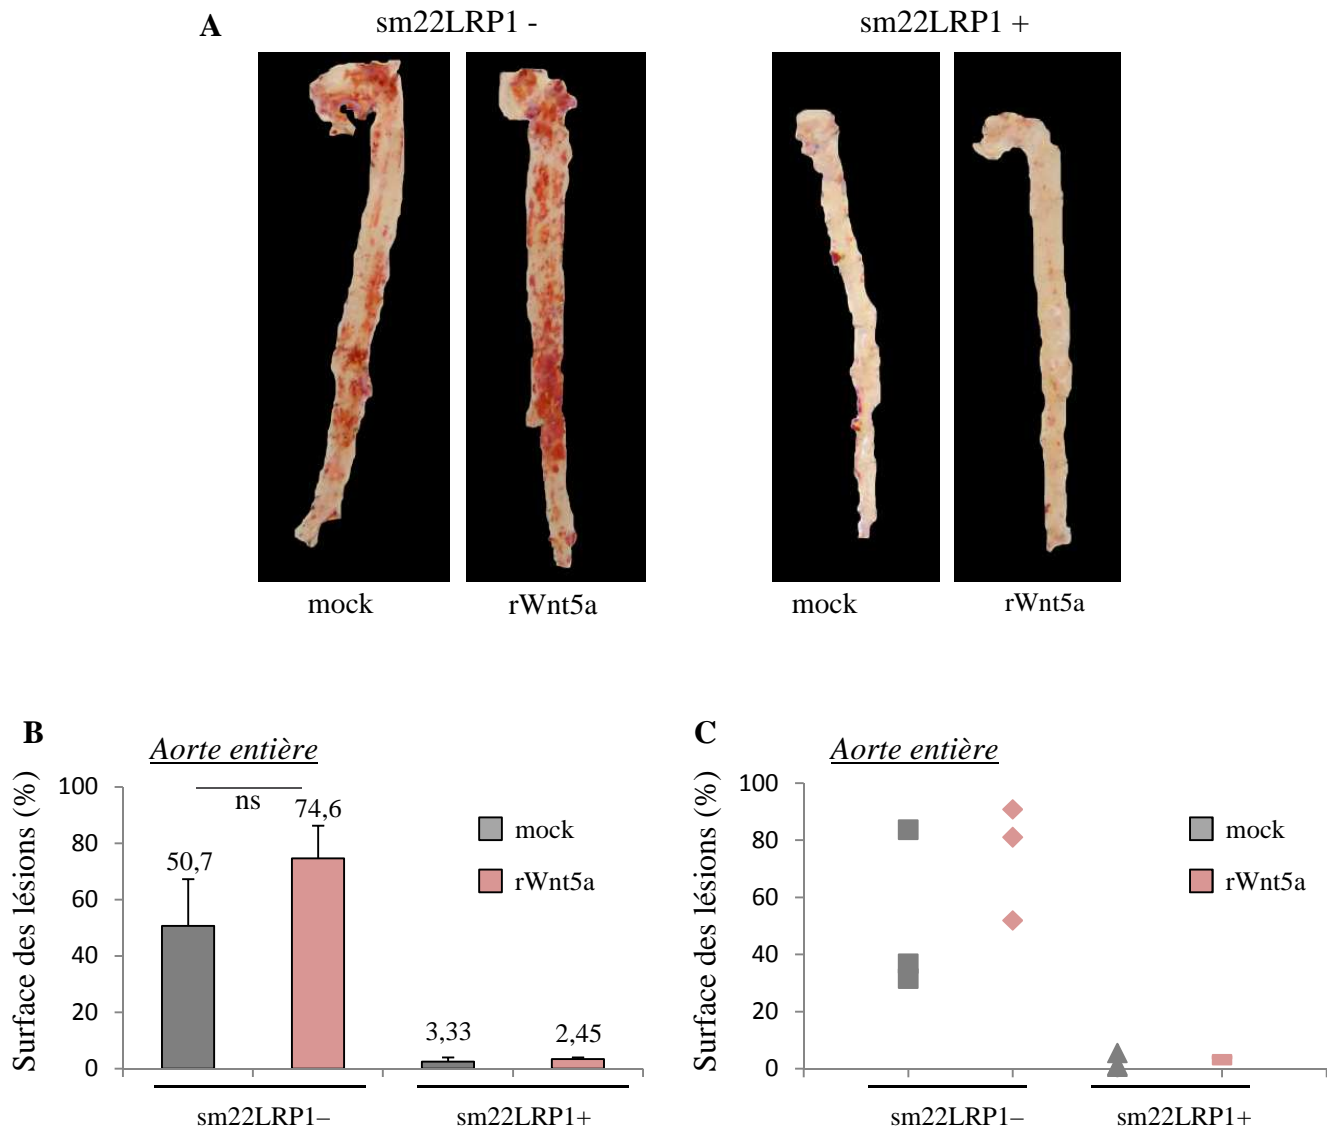 A
sm22LRP1 -
sm22LRP1 +
mock
rWnt5a
mock
rWnt5a
B
Aorte entière
Surface des lésions (%)
100
80
60
40
20
0
50,7
ns
74,6
3,33
2,45
mock
rWnt5a
sm22LRP1–
sm22LRP1+
C
Aorte entière
Surface des lésions (%)
100
80
60
40
20
0
mock
rWnt5a
sm22LRP1–
sm22LRP1+